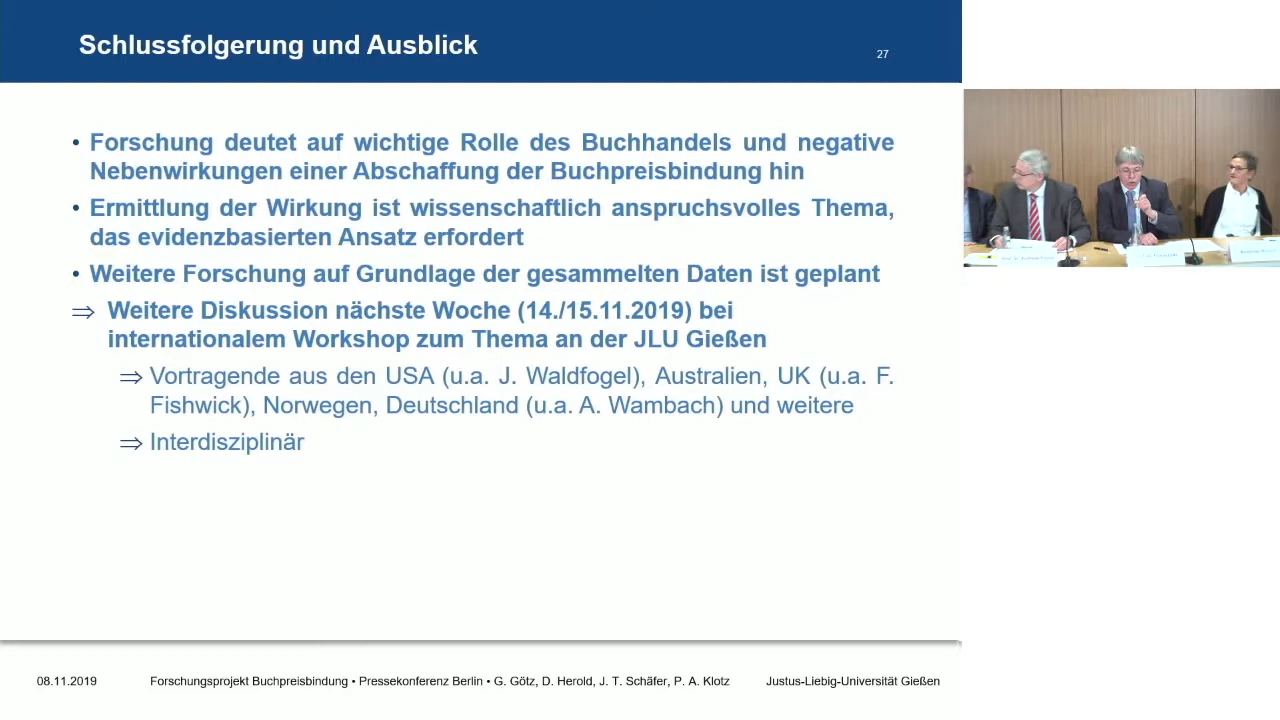 Schlussfolgerung und Ausblick
27
• Forschung deutet auf wichtige Rolle des Buchhandels und negative
Nebenwirkungen einer Abschaffung der Buchpreisbindung hin
• Ermittlung der Wirkung ist wissenschaftlich anspruchsvolles Thema,
das evidenzbasierten Ansatz erfordert
• Weitere Forschung auf Grundlage der gesammelten Daten ist geplant
⇒ Weitere Diskussion nächste Woche (14./15.11.2019) bei
internationalem Workshop zum Thema an der JLU Gießen
⇒ Vortragende aus den USA (u.a. J. Waldfogel), Australien, UK (u.a. F.
Fishwick), Norwegen, Deutschland (u.a. A. Wambach) und weitere
⇒ Interdisziplinär
08.11.2019
Forschungsprojekt Buchpreisbindung • Pressekonferenz Berlin • G. Götz, D. Herold, J. T. Schäfer, P. A. Klotz
Justus-Liebig-Universität Gießen